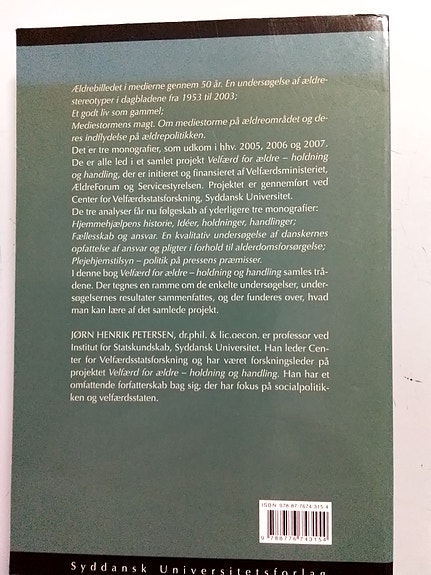 Ældrebilledet i medierne gennem 50 år. En undersøgelse af ældre-
stereotyper i dagbladene fra 1953 til 2003;
Et godt liv som gammel;
Mediestormens magt. Om mediestorme på ældreområdet og de-
res indflydelse på ældrepolitikken.
Det er tre monografier, som udkom i hhv. 2005, 2006 og 2007.
De er alle led i et samlet projekt Velfærd for ældre – holdning
og handling, der er initieret og finansieret af Velfærdsministeriet,
ÆldreForum og Servicestyrelsen. Projektet er gennemført ved
Center for Velfærdsstatsforskning, Syddansk Universitet.
De tre analyser får nu følgeskab af yderligere tre monografier:
Hjemmehjælpens historie, Idéer, holdninger, handlinger;
Fællesskab og ansvar. En kvalitativ undersøgelse af danskernes
opfattelse af ansvar og pligter i forhold til alderdomsforsørgelse;
Plejehjemstilsyn – politik på pressens præmisser.
I denne bog Velfærd for ældre – holdning og handling samles trå-
dene. Der tegnes en ramme om de enkelte undersøgelser, under-
søgelsernes resultater sammenfattes, og der funderes over, hvad
man kan lære af det samlede projekt.
JØRN HENRIK PETERSEN, dr.phil. & lic.oecon. er professor ved
Institut for Statskundskab, Syddansk Universitet. Han leder Cen-
ter for Velfærdsstatsforskning og har været forskningsleder på
projektet Velfærd for ældre – holdning og handling. Han har et
omfattende forfatterskab bag sig, der har fokus på socialpolitik-
ken og velfærdsstaten.
ISBN 978-87-7674-315-4
9 788776 743154
Syddansk Universitetsforlag